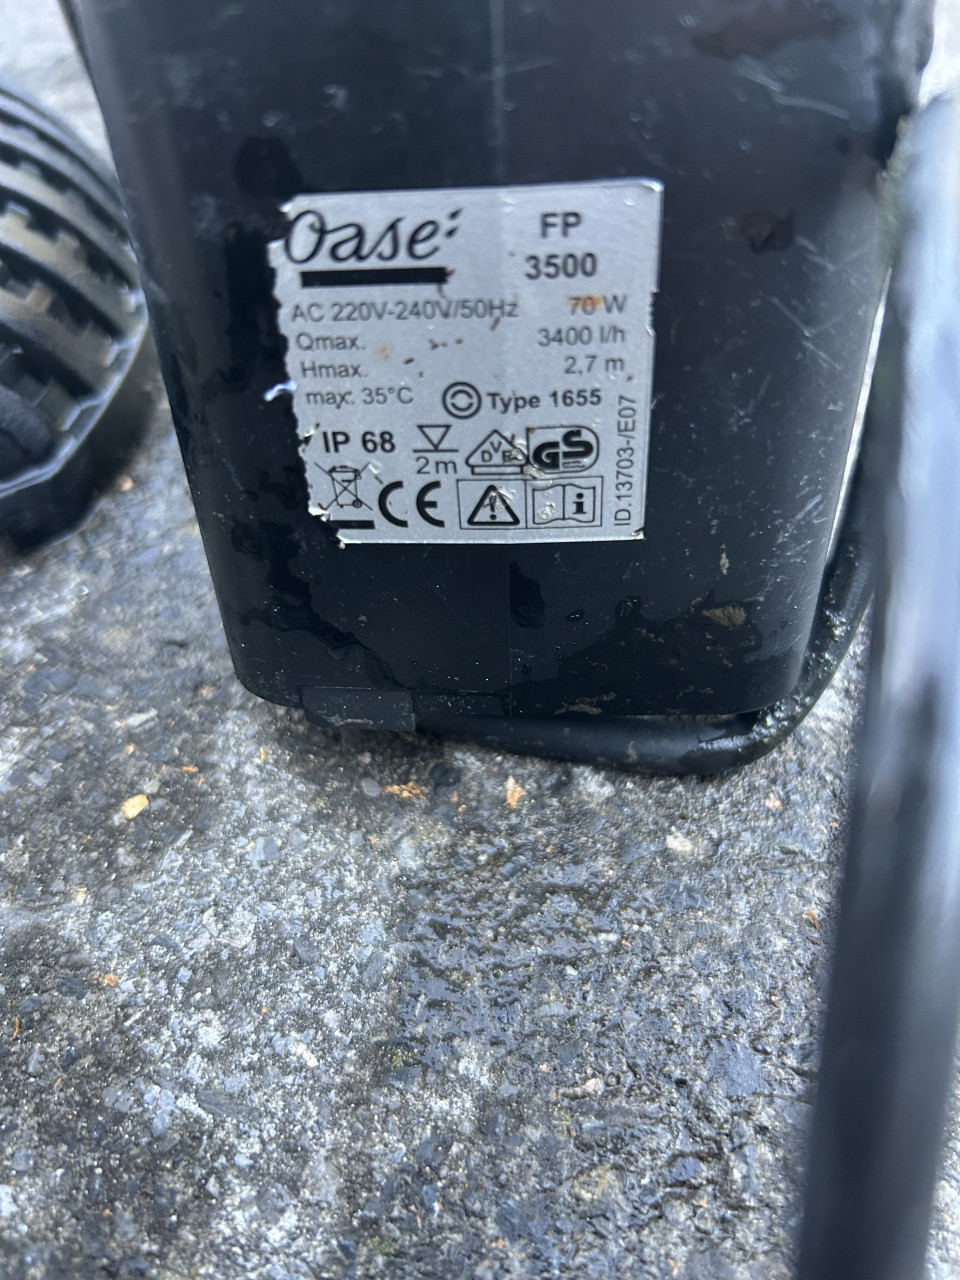 Oase
FP
3500
AC 220V-240V/50Hz 70 W
Qmax. 3400 l/h
Hmax. 2,7 m
max. 35°C Type 1655
IP 68 2m DVE GS
CE i
ID.13703-/E07